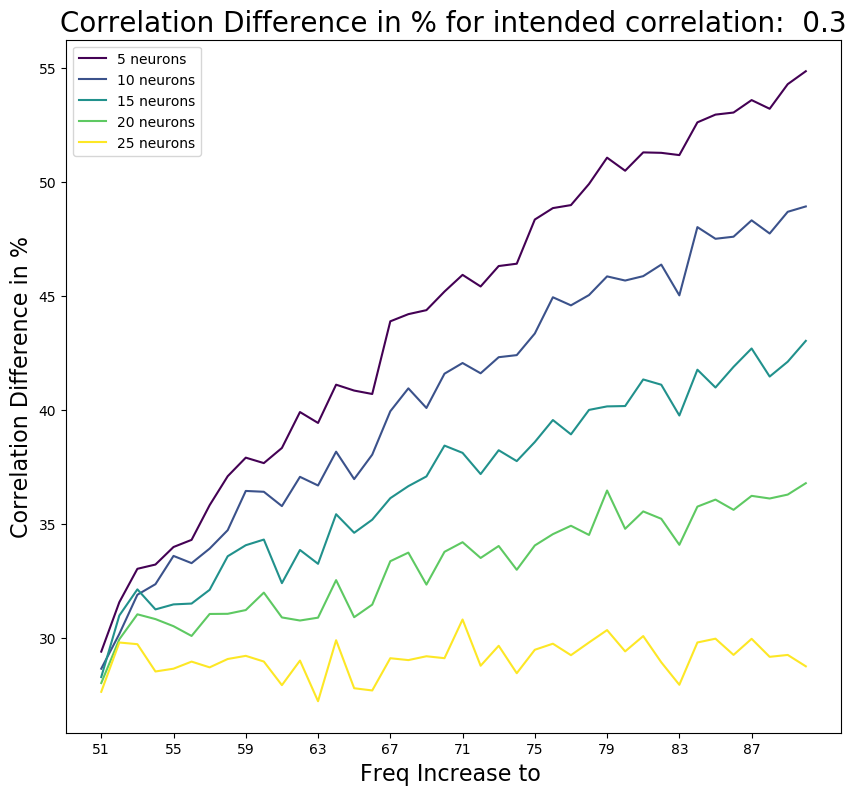 Correlation Difference in % for intended correlation:  0.3
5 neurons
10 neurons
15 neurons
20 neurons
25 neurons
Correlation Difference in %
55
50
45
40
35
30
51 55 59 63 67 71 75 79 83 87
Freq Increase to